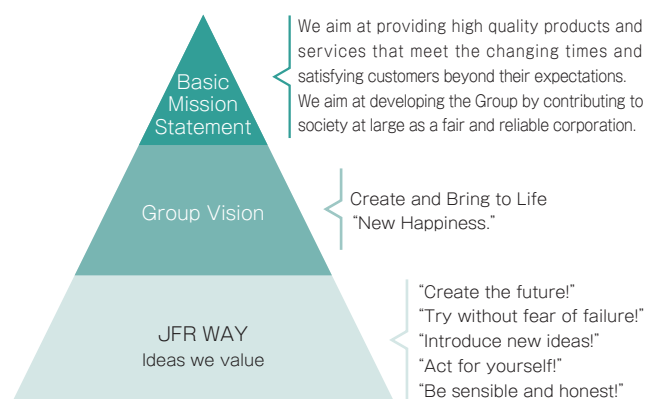 We aim at providing high quality products and
services that meet the changing times and
satisfying customers beyond their expectations.
We aim at developing the Group by contributing to
society at large as a fair and reliable corporation.
Basic
Mission
Statement
Group Vision
Create and Bring to Life
“New Happiness.”
JFR WAY
Ideas we value
“Create the future!”
“Try without fear of failure!”
“Introduce new ideas!”
“Act for yourself!”
“Be sensible and honest!”